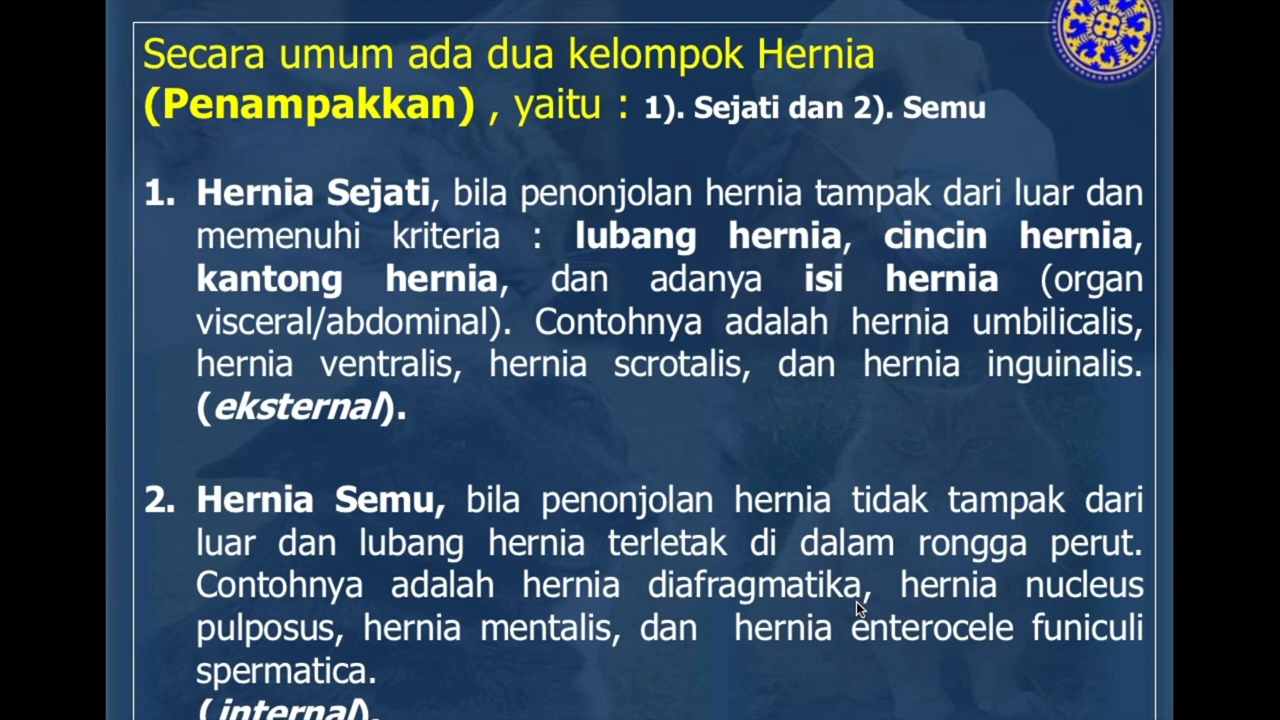 Secara umum ada dua kelompok Hernia
(Penampakkan) , yaitu : 1). Sejati dan 2). Semu
1. Hernia Sejati, bila penonjolan hernia tampak dari luar dan
memenuhi kriteria : lubang hernia, cincin hernia,
kantong hernia, dan adanya isi hernia (organ
visceral/abdominal). Contohnya adalah hernia umbilicalis,
hernia ventralis, hernia scrotalis, dan hernia inguinalis.
(eksternal).
2. Hernia Semu, bila penonjolan hernia tidak tampak dari
luar dan lubang hernia terletak di dalam rongga perut.
Contohnya adalah hernia diafragmatika, hernia nucleus
pulposus, hernia mentalis, dan hernia enterocele funiculi
spermatica.
(internal).